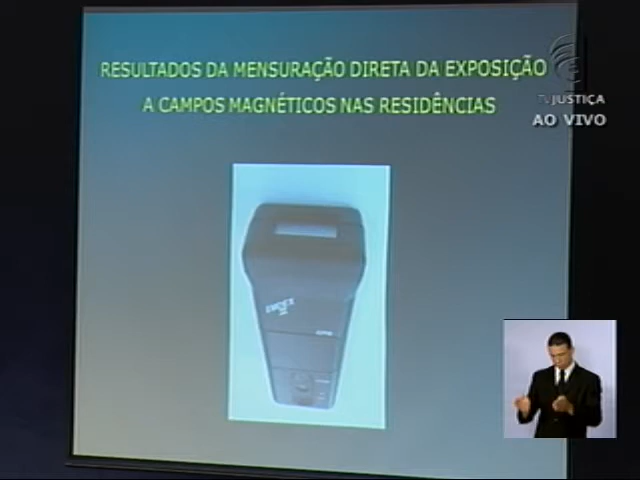 RESULTADOS DA MENSURAÇÃO DIRETA DA EXPOSIÇÃO
A CAMPOS MAGNÉTICOS NAS RESIDÊNCIAS
TV JUSTIÇA
AO VIVO